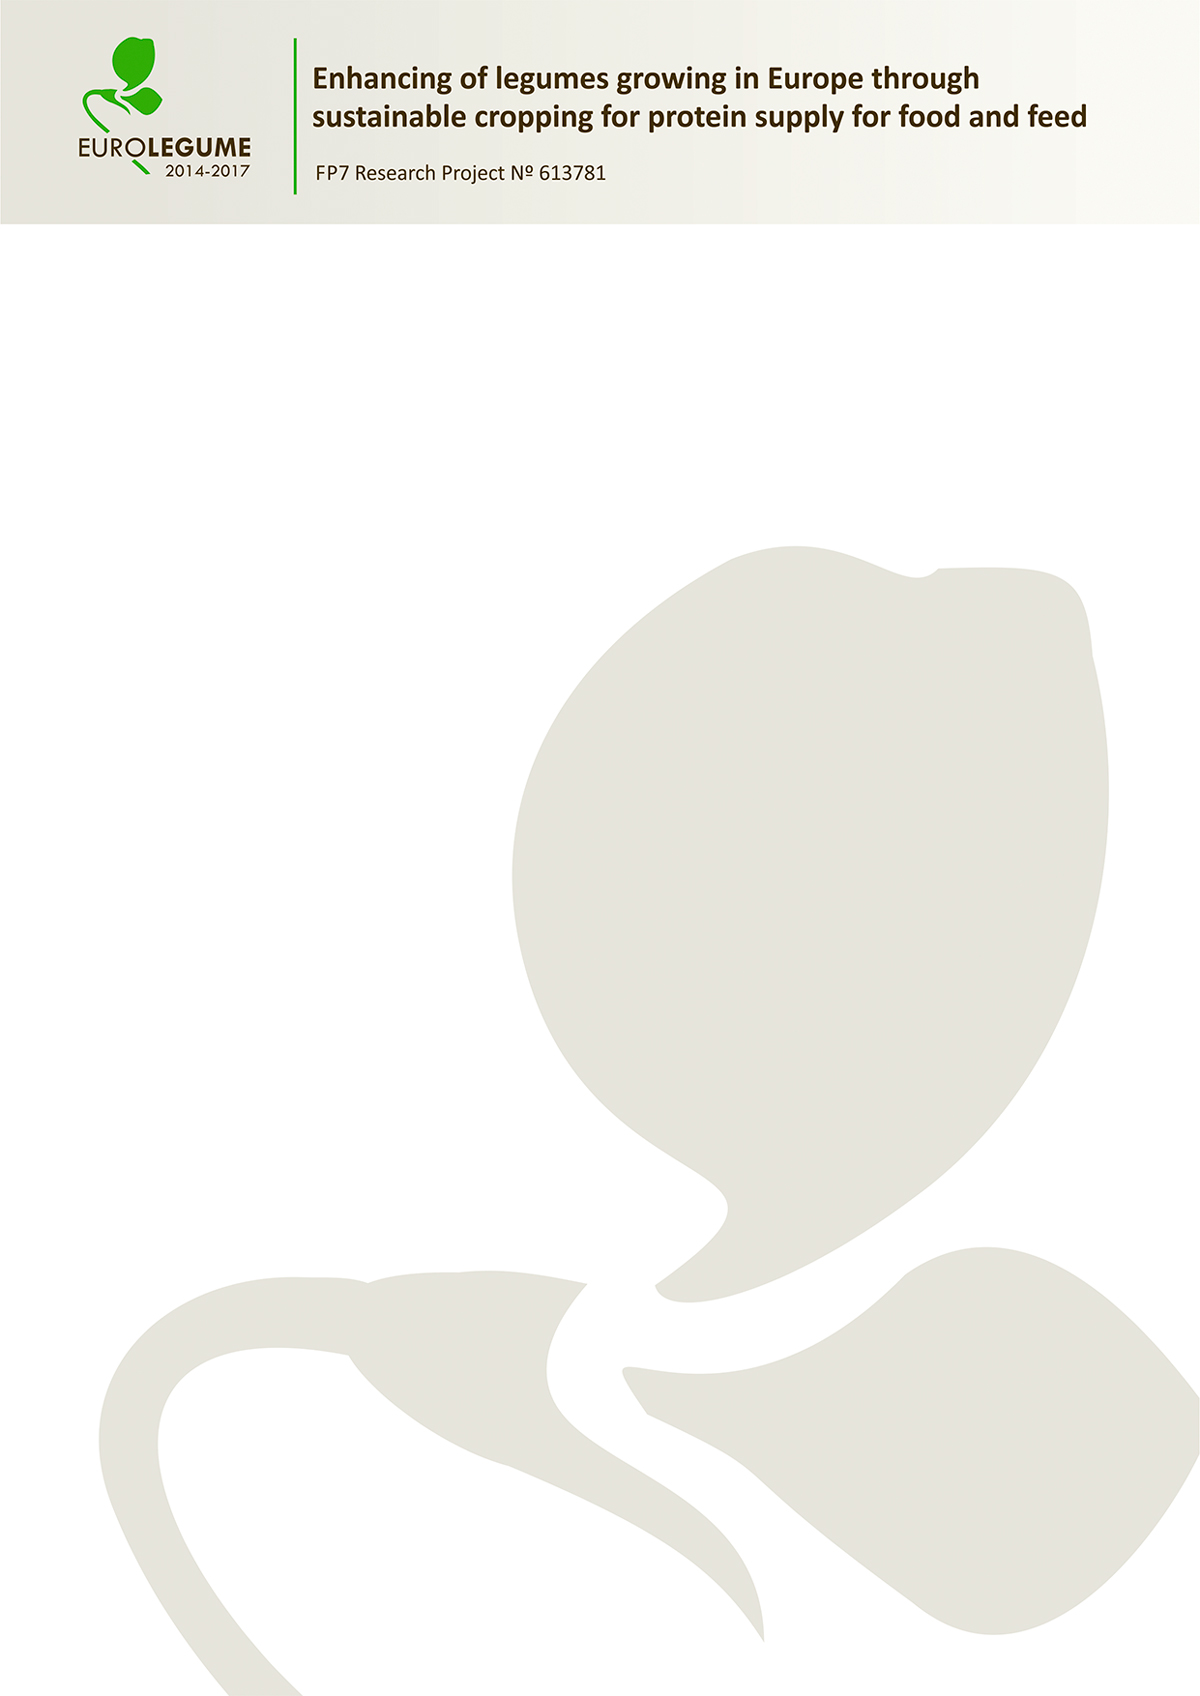 EUROLEGUME
2014-2017
Enhancing of legumes growing in Europe through
sustainable cropping for protein supply for food and feed
FP7 Research Project Nº 613781